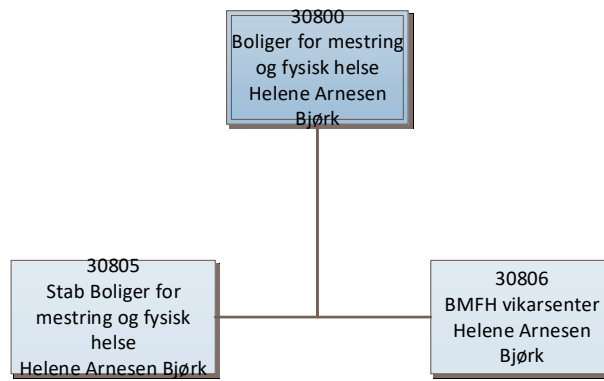 30800
Boliger for mestring
og fysisk helse
Helene Arnesen
Bjørk
30805
Stab Boliger for
mestring og fysisk
helse
Helene Arnesen Bjørk
30806
BMFH vikarsenter
Helene Arnesen
Bjørk